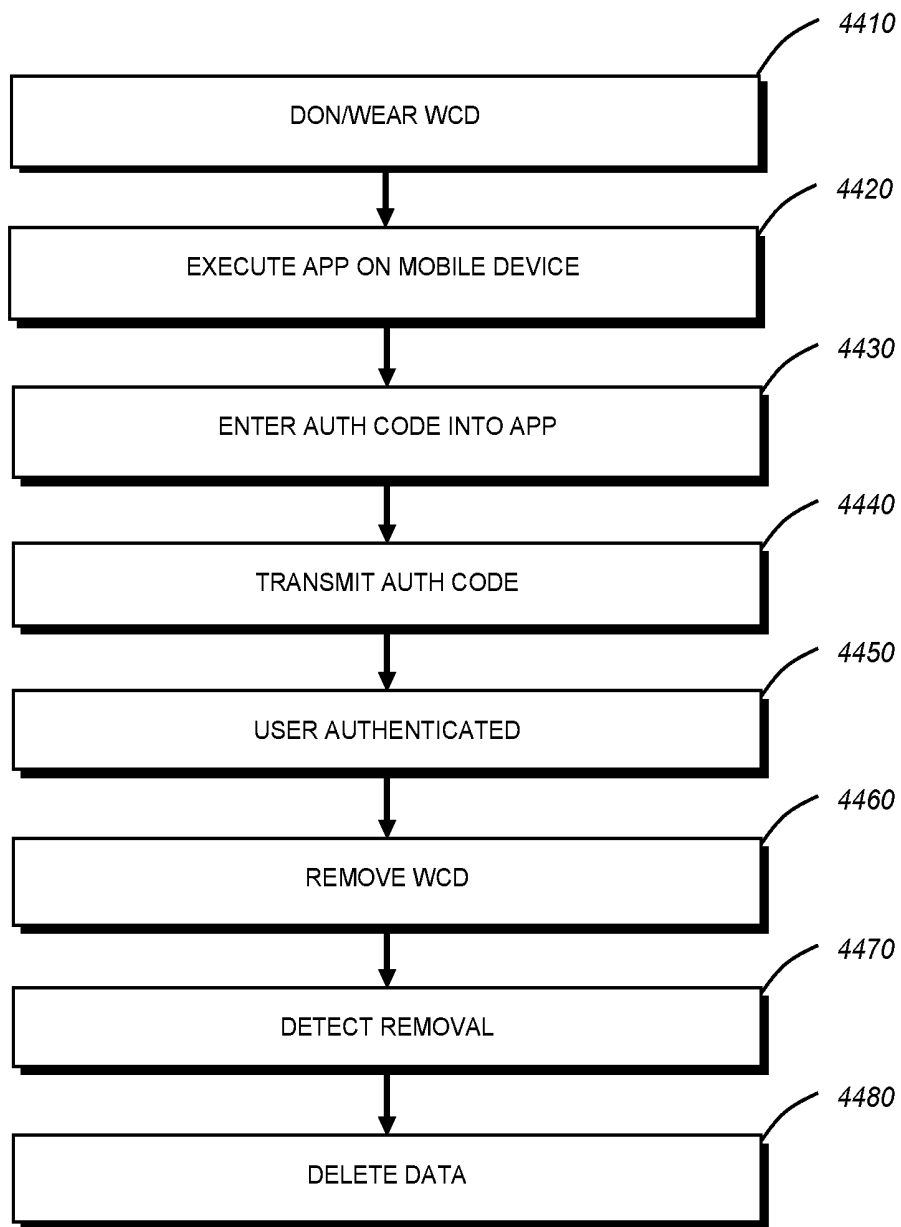 4410
DON/WEAR WCD
4420
EXECUTE APP ON MOBILE DEVICE
4430
ENTER AUTH CODE INTO APP
4440
TRANSMIT AUTH CODE
4450
USER AUTHENTICATED
4460
REMOVE WCD
4470
DETECT REMOVAL
4480
DELETE DATA